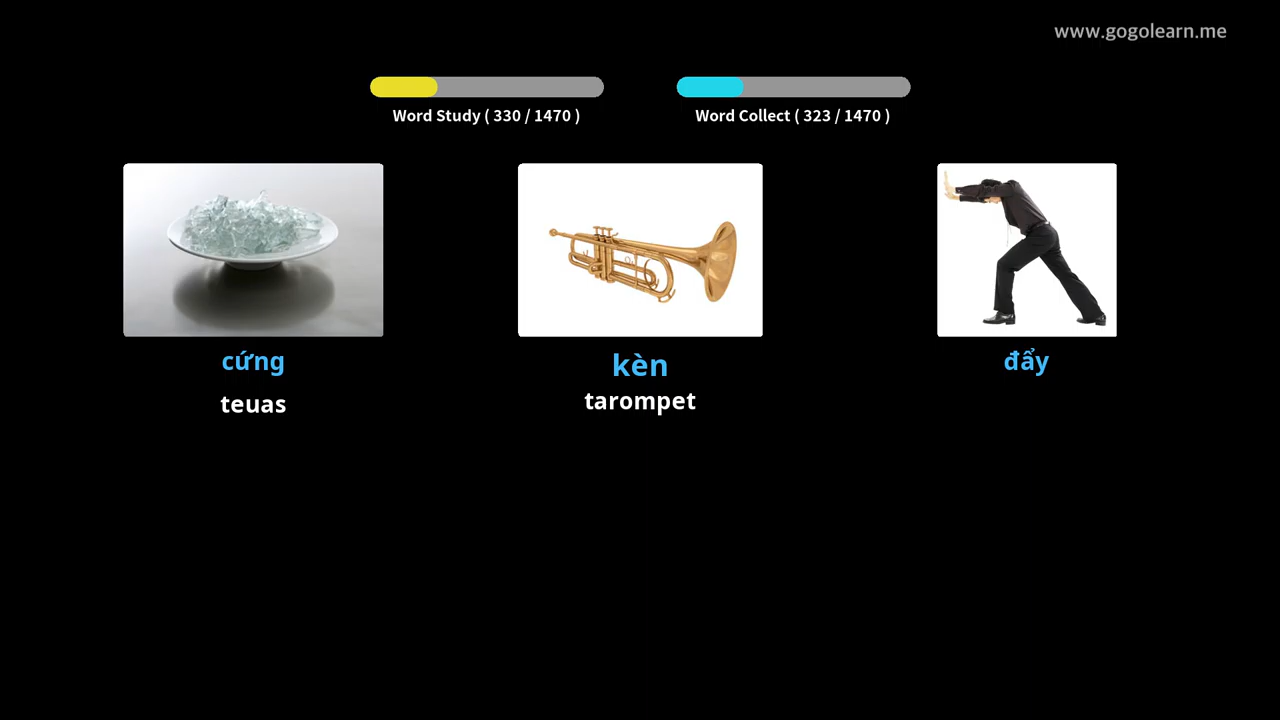 www.gogolearn.me
Word Study ( 330 / 1470 )
Word Collect ( 323 / 1470 )
cứng
teuas
kèn
tarompet
đẩy